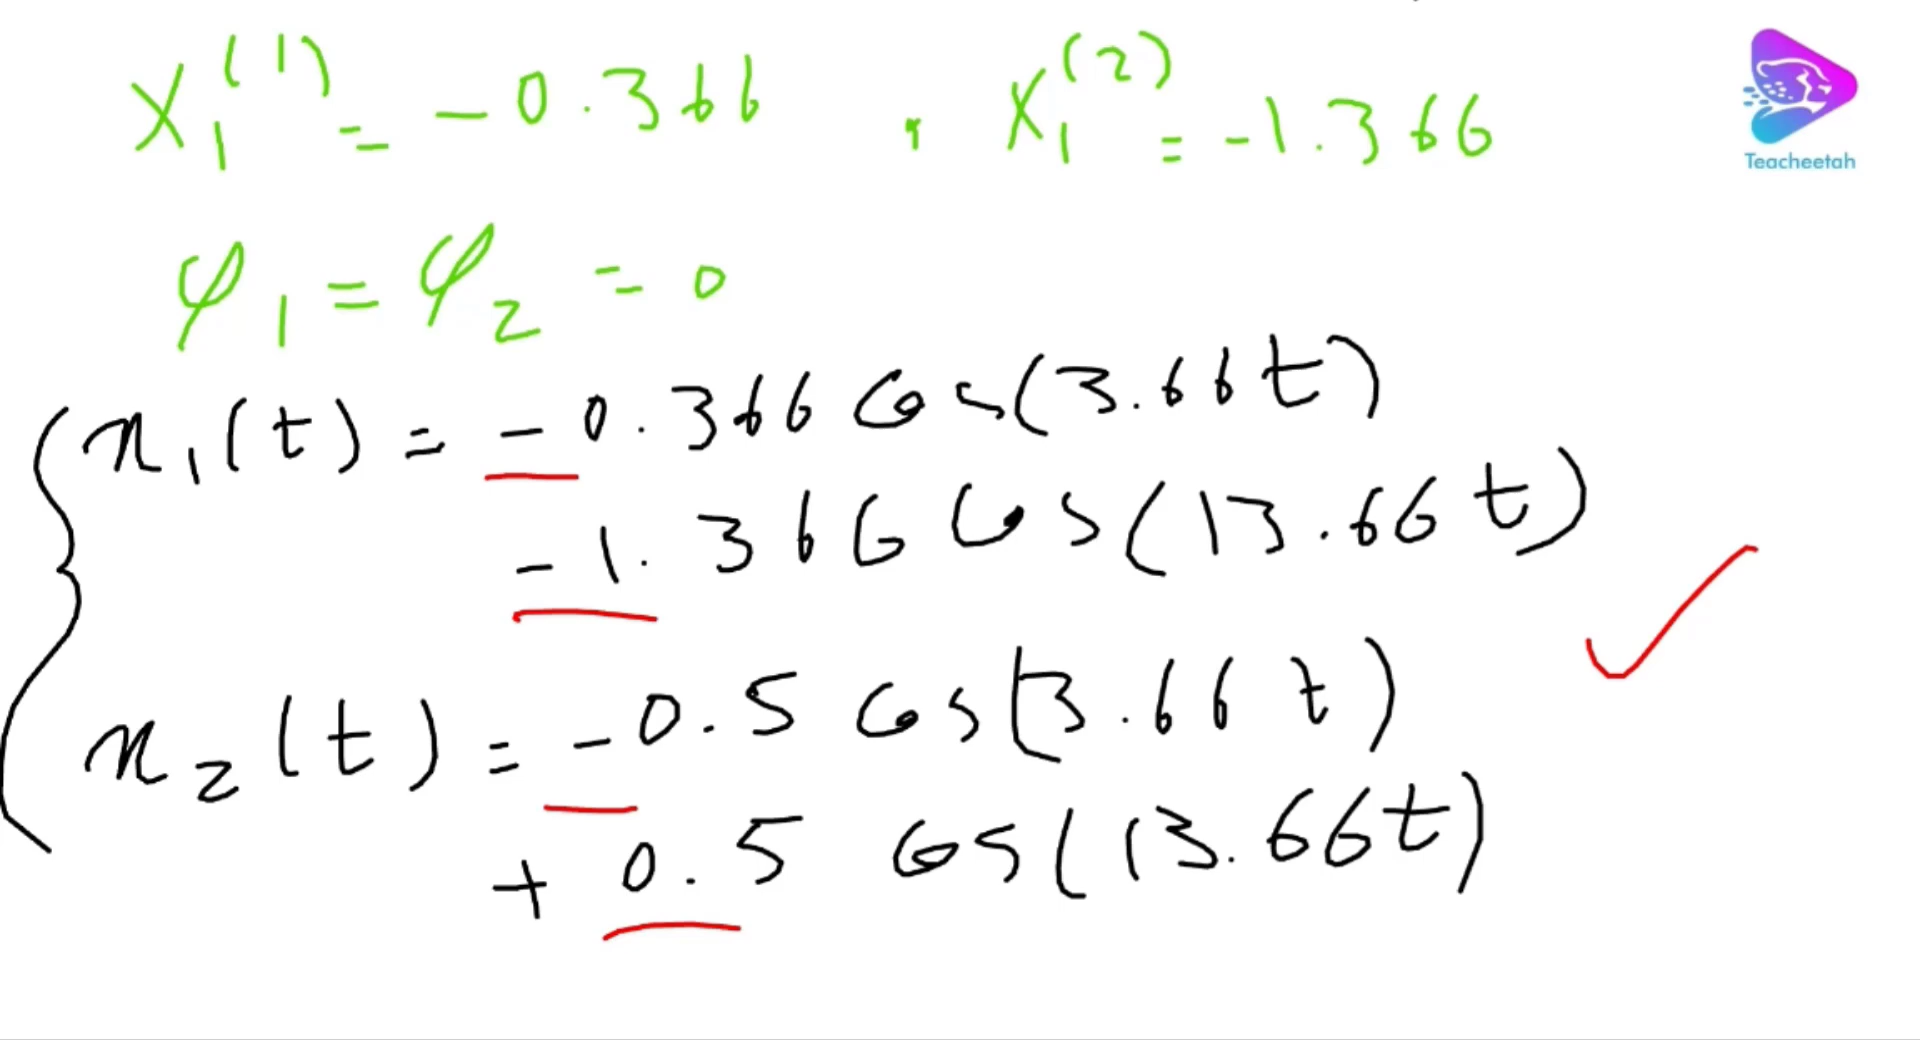 X₁⁽¹⁾ = -0.366 , X₁⁽²⁾ = -1.366
Teacheetah
φ₁ = φ₂ = 0
x₁(t) = -0.366 cos(3.66t)
-1.366 cos(13.66t)
x₂(t) = -0.5 cos(3.66t)
+ 0.5 cos(13.66t)